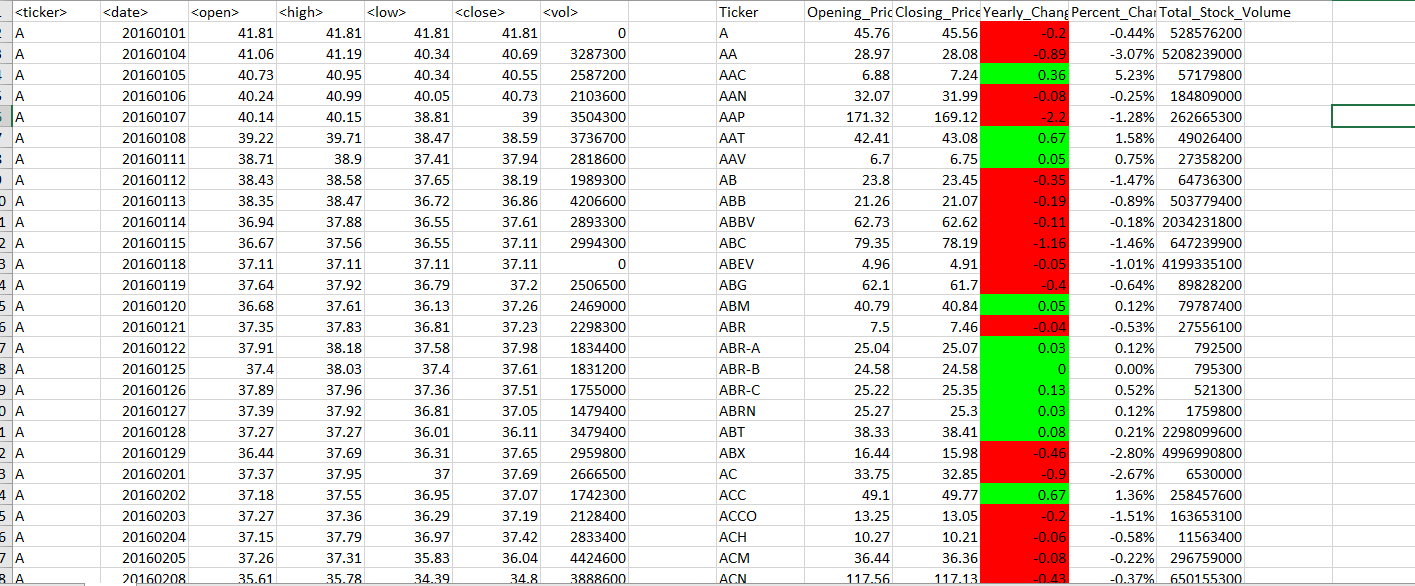 <ticker> <date> <open> <high> <low> <close> <vol> Ticker Opening_Pric Closing_Price Yearly_Chang Percent_Char Total_Stock_Volume
A 20160101 41.81 41.81 41.81 41.81 0 A 45.76 45.56 -0.2 -0.44% 528576200
A 20160104 41.06 41.19 40.34 40.69 3287300 AA 28.97 28.08 -0.89 -3.07% 5208239000
A 20160105 40.73 40.95 40.34 40.55 2587200 AAC 6.88 7.24 0.36 5.23% 57179800
A 20160106 40.24 40.99 40.05 40.73 2103600 AAN 32.07 31.99 -0.08 -0.25% 184809000
A 20160107 40.14 40.15 38.81 39 3504300 AAP 171.32 169.12 -2.2 -1.28% 262665300
A 20160108 39.22 39.71 38.47 38.59 3736700 AAT 42.41 43.08 0.67 1.58% 49026400
A 20160111 38.71 38.9 37.41 37.94 2818600 AAV 6.7 6.75 0.05 0.75% 27358200
A 20160112 38.43 38.58 37.65 38.19 1989300 AB 23.8 23.45 -0.35 -1.47% 64736300
A 20160113 38.35 38.47 36.72 36.86 4206600 ABB 21.26 21.07 -0.19 -0.89% 503779400
A 20160114 36.94 37.88 36.55 37.61 2893300 ABBV 62.73 62.62 -0.11 -0.18% 2034231800
A 20160115 36.67 37.56 36.55 37.11 2994300 ABC 79.35 78.19 -1.16 -1.46% 647239900
A 20160118 37.11 37.11 37.11 37.11 0 ABEV 4.96 4.91 -0.05 -1.01% 4199335100
A 20160119 37.64 37.92 36.79 37.2 2506500 ABG 62.1 61.7 -0.4 -0.64% 89828200
A 20160120 36.68 37.61 36.13 37.26 2469000 ABM 40.79 40.84 0.05 0.12% 79787400
A 20160121 37.35 37.83 36.81 37.23 2298300 ABR 7.5 7.46 -0.04 -0.53% 27556100
A 20160122 37.91 38.18 37.58 37.98 1834400 ABR-A 25.04 25.07 0.03 0.12% 792500
A 20160125 37.4 38.03 37.4 37.61 1831200 ABR-B 24.58 24.58 0 0.00% 795300
A 20160126 37.89 37.96 37.36 37.51 1755000 ABR-C 25.22 25.35 0.13 0.52% 521300
A 20160127 37.39 37.92 36.81 37.05 1479400 ABRN 25.27 25.3 0.03 0.12% 1759800
A 20160128 37.27 37.27 36.01 36.11 3479400 ABT 38.33 38.41 0.08 0.21% 2298099600
A 20160129 36.44 37.69 36.31 37.65 2959800 ABX 16.44 15.98 -0.46 -2.80% 4996990800
A 20160201 37.37 37.95 37 37.69 2666500 AC 33.75 32.85 -0.9 -2.67% 6530000
A 20160202 37.18 37.55 36.95 37.07 1742300 ACC 49.1 49.77 0.67 1.36% 258457600
A 20160203 37.27 37.36 36.29 37.19 2128400 ACCO 13.25 13.05 -0.2 -1.51% 163653100
A 20160204 37.15 37.79 36.97 37.42 2833400 ACH 10.27 10.21 -0.06 -0.58% 11563400
A 20160205 37.26 37.31 35.83 36.04 4424600 ACM 36.44 36.36 -0.08 -0.22% 296759000
A 20160208 35.61 35.78 34.39 34.8 3888600 ACN 117.56 117.13 -0.43 -0.37% 650155300